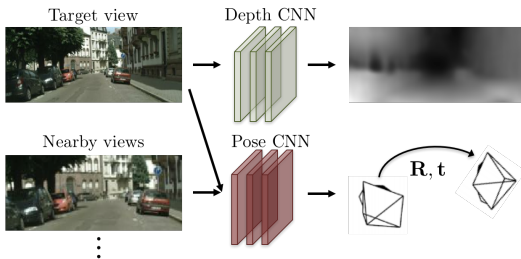 Target view
Depth CNN
Nearby views
Pose CNN
R, t